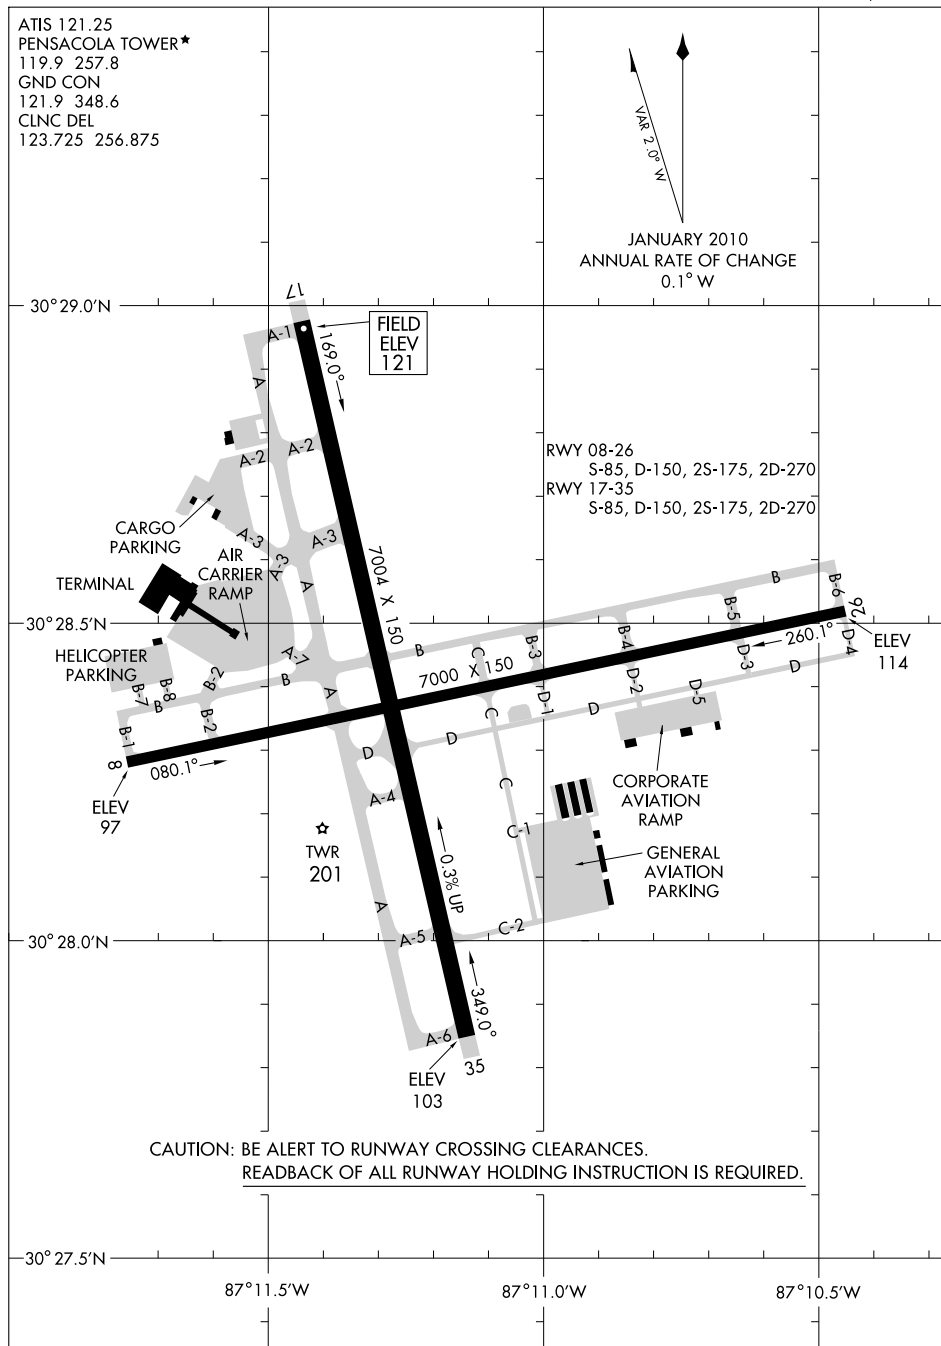 ATIS 121.25
PENSACOLA TOWER★
119.9 257.8
GND CON
121.9 348.6
CLNC DEL
123.725 256.875
VAR 2.0° W
JANUARY 2010
ANNUAL RATE OF CHANGE
0.1° W
30°29.0'N
17
FIELD
ELEV
121
A-1
169.0°
A
A-2
A-2
RWY 08-26
S-85, D-150, 2S-175, 2D-270
RWY 17-35
S-85, D-150, 2S-175, 2D-270
CARGO
PARKING
A-3
A-3
A-3
AIR
CARRIER
RAMP
TERMINAL
A
7004 X 150
B
B-6
26
30°28.5'N
HELICOPTER
PARKING
B-5
B-4
B-3
C
B
260.1°
D-4
ELEV
114
A-7
B-2
B
A
7000 X 150
D-3
D
D-2
D-5
D-1
D
B-7
B-8
B
B-2
B-1
C
D
D
8
080.1°
ELEV
97
A-4
C
CORPORATE
AVIATION
RAMP
TWR
201
C-1
GENERAL
AVIATION
PARKING
0.3% UP
A
C-2
A-5
30°28.0'N
349.0°
A-6
35
ELEV
103
CAUTION: BE ALERT TO RUNWAY CROSSING CLEARANCES.
READBACK OF ALL RUNWAY HOLDING INSTRUCTION IS REQUIRED.
30°27.5'N
87°11.5'W
87°11.0'W
87°10.5'W